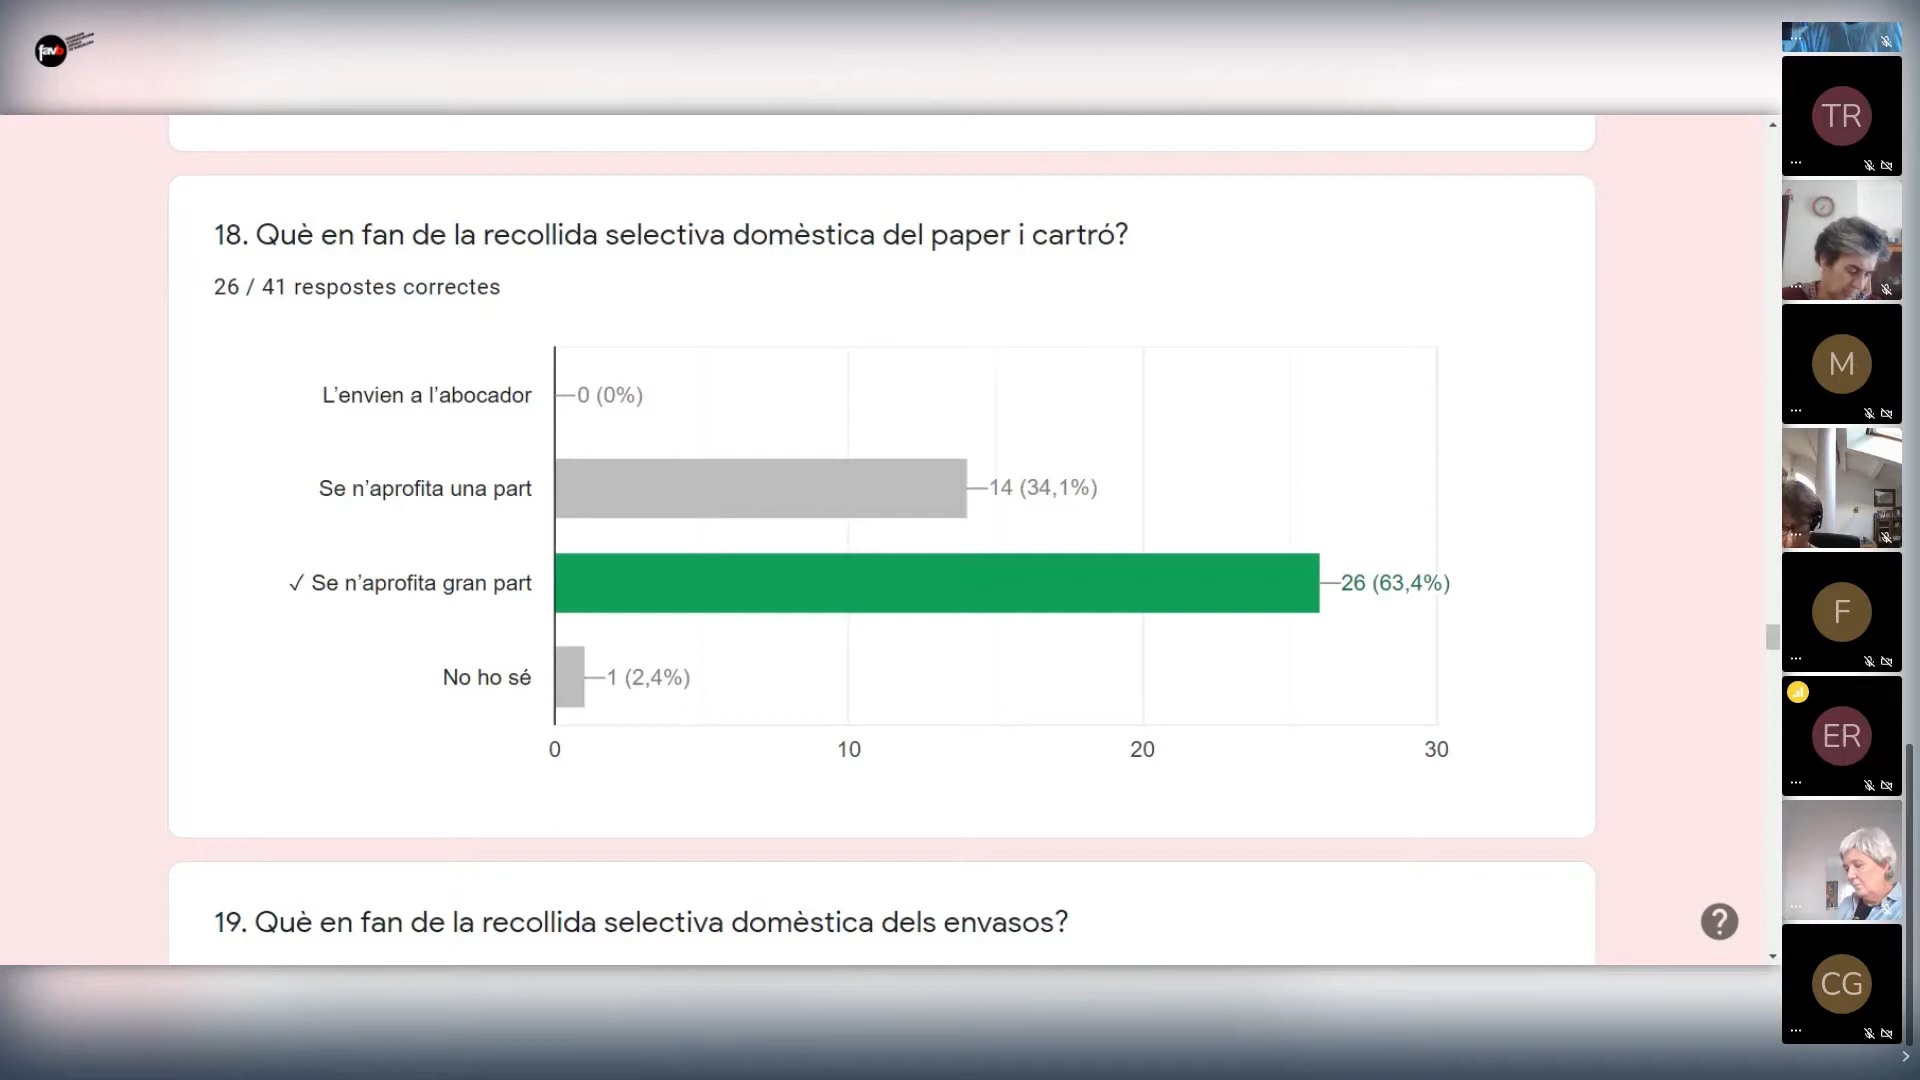 favb
18. Què en fan de la recollida selectiva domèstica del paper i cartró?
26 / 41 respostes correctes
L’envien a l’abocador
0 (0%)
Se n’aprofita una part
14 (34,1%)
✓ Se n’aprofita gran part
26 (63,4%)
No ho sé
1 (2,4%)
0 10 20 30
19. Què en fan de la recollida selectiva domèstica dels envasos?
?
TR
M
F
ER
CG